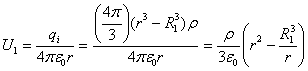 $$U_1 = \frac{q_i}{4\pi\varepsilon_0 r} = \frac{\left(\frac{4\pi}{3}\right)(r^3 - R_1^3)\rho}{4\pi\varepsilon_0 r} = \frac{\rho}{3\varepsilon_0}\left(r^2 - \frac{R_1^3}{r}\right)$$